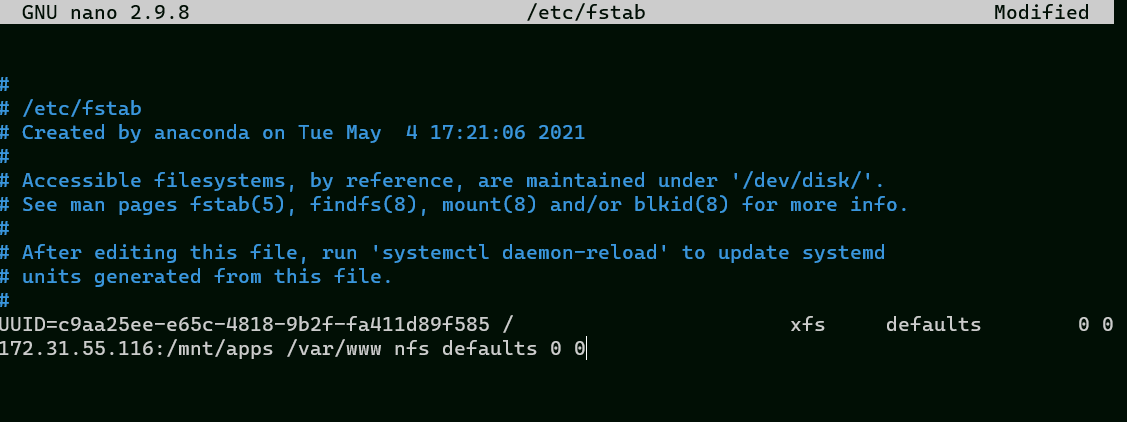 GNU nano 2.9.8 /etc/fstab Modified
#
# /etc/fstab
# Created by anaconda on Tue May  4 17:21:06 2021
#
# Accessible filesystems, by reference, are maintained under '/dev/disk/'.
# See man pages fstab(5), findfs(8), mount(8) and/or blkid(8) for more info.
#
# After editing this file, run 'systemctl daemon-reload' to update systemd
# units generated from this file.
#
UUID=c9aa25ee-e65c-4818-9b2f-fa411d89f585 /                       xfs     defaults        0 0
172.31.55.116:/mnt/apps /var/www nfs defaults 0 0